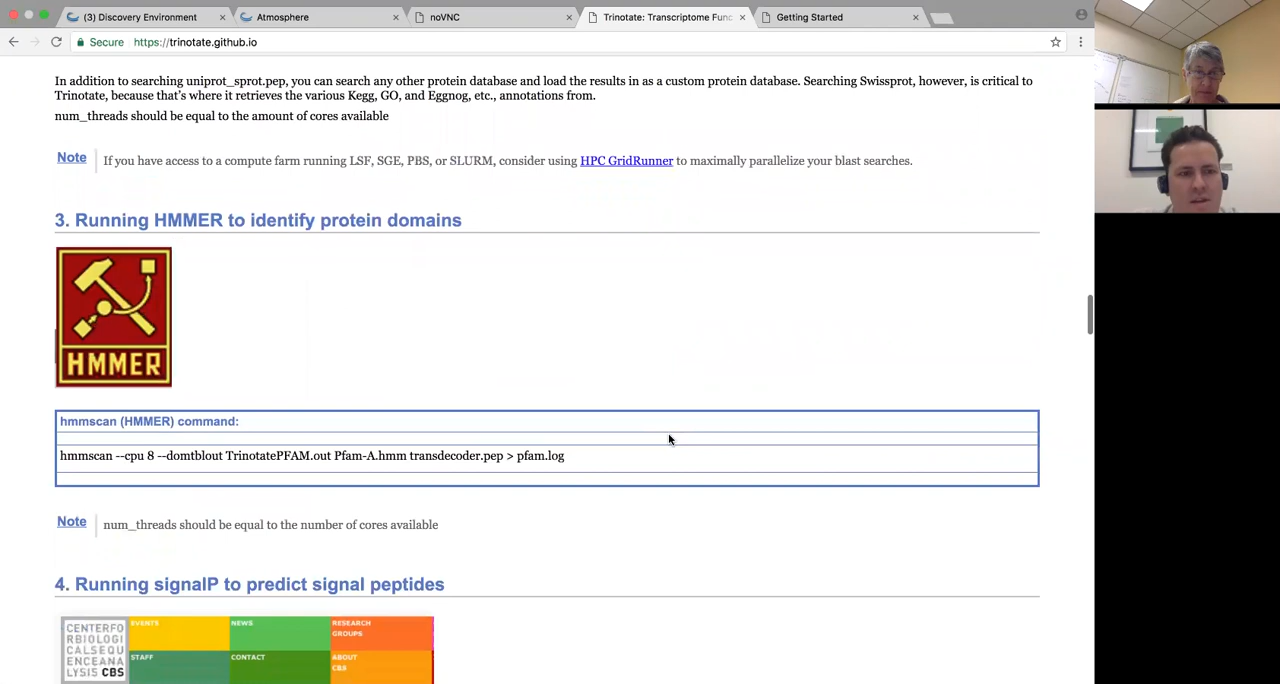 (3) Discovery Environment
Atmosphere
noVNC
Trinotate: Transcriptome Func
Getting Started
Secure
https://trinotate.github.io
In addition to searching uniprot_sprot.pep, you can search any other protein database and load the results in as a custom protein database. Searching Swissprot, however, is critical to
Trinotate, because that's where it retrieves the various Kegg, GO, and Eggnog, etc., annotations from.
num_threads should be equal to the amount of cores available
Note
If you have access to a compute farm running LSF, SGE, PBS, or SLURM, consider using HPC GridRunner to maximally parallelize your blast searches.
3. Running HMMER to identify protein domains
HMMER
hmmscan (HMMER) command:
hmmscan --cpu 8 --domtblout TrinotatePFAM.out Pfam-A.hmm transdecoder.pep > pfam.log
Note
num_threads should be equal to the number of cores available
4. Running signalP to predict signal peptides
CENTERFO
RBIOLOGI
CALSEQU
ENCEANA
LYSIS CBS
EVENTS
NEWS
RESEARCH
GROUPS
STAFF
CONTACT
ABOUT
CBS